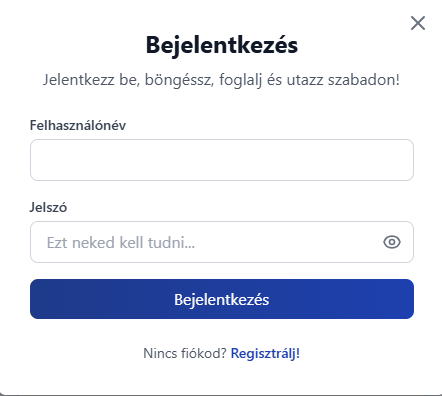 Bejelentkezés
Jelentkezz be, böngéssz, foglalj és utazz szabadon!
Felhasználónév
Jelszó
Ezt neked kell tudni...
Bejelentkezés
Nincs fiókod? Regisztrálj!